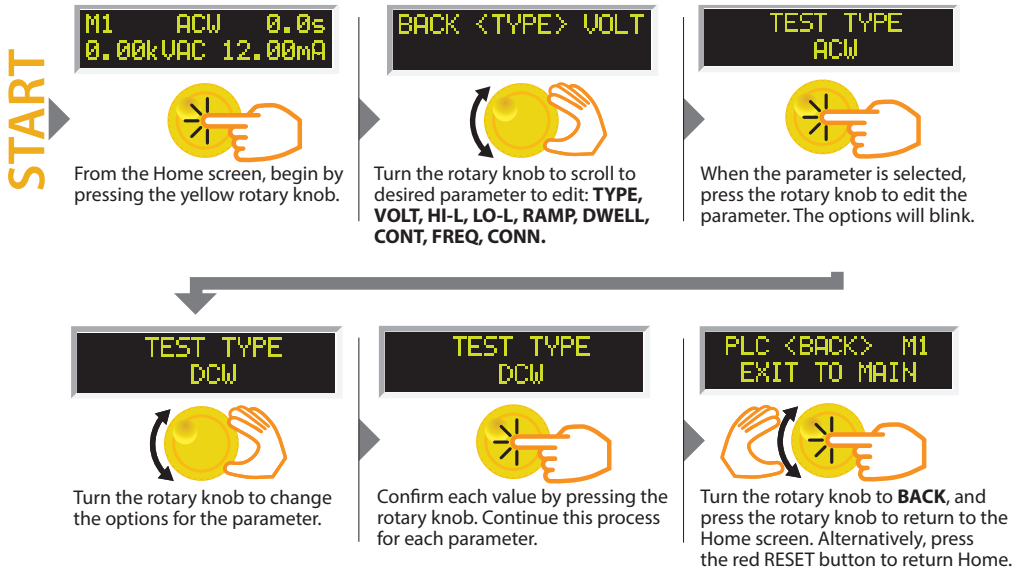 START
M1 ACW 0.0s
0.00kVAC 12.00mA
From the Home screen, begin by
pressing the yellow rotary knob.
BACK <TYPE> VOLT
Turn the rotary knob to scroll to
desired parameter to edit: TYPE,
VOLT, HI-L, LO-L, RAMP, DWELL,
CONT, FREQ, CONN.
TEST TYPE
ACW
When the parameter is selected,
press the rotary knob to edit the
parameter. The options will blink.
TEST TYPE
DCW
Turn the rotary knob to change
the options for the parameter.
TEST TYPE
DCW
Confirm each value by pressing the
rotary knob. Continue this process
for each parameter.
PLC <BACK> M1
EXIT TO MAIN
Turn the rotary knob to BACK, and
press the rotary knob to return to the
Home screen. Alternatively, press
the red RESET button to return Home.